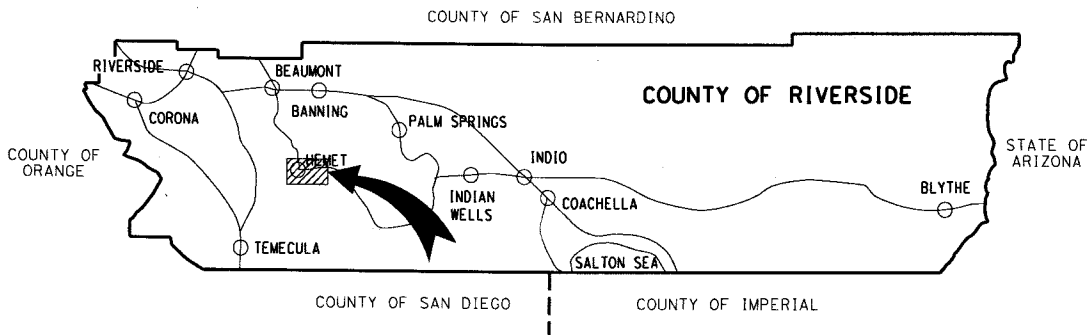 COUNTY OF SAN BERNARDINO
RIVERSIDE
BEAUMONT
COUNTY OF RIVERSIDE
CORONA
BANNING
PALM SPRINGS
COUNTY OF
ORANGE
STATE OF
ARIZONA
HEMET
INDIO
INDIAN
WELLS
COACHELLA
BLYTHE
TEMECULA
SALTON SEA
COUNTY OF SAN DIEGO
COUNTY OF IMPERIAL